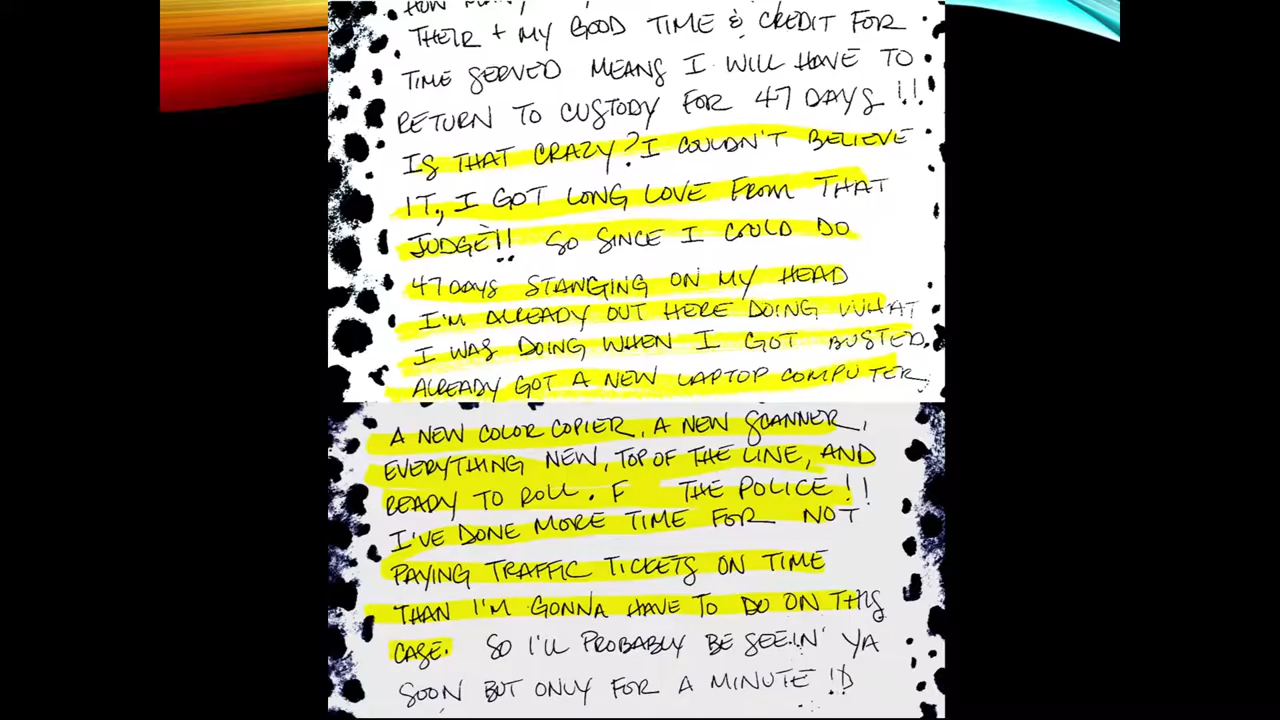 HOW MANY
THEIR + MY GOOD TIME & CREDIT FOR
TIME SERVED MEANS I WILL HAVE TO
RETURN TO CUSTODY FOR 47 DAYS !!
IS THAT CRAZY? I COULDN'T BELIEVE
IT, I GOT LONG LOVE FROM THAT
JUDGE!! SO SINCE I COULD DO
47 DAYS STANGING ON MY HEAD
I'M ALREADY OUT HERE DOING WHAT
I WAS DOING WHEN I GOT BUSTED.
ALREADY GOT A NEW LAPTOP COMPUTER
A NEW COLOR COPIER, A NEW SCANNER,
EVERYTHING NEW, TOP OF THE LINE, AND
READY TO ROLL. F THE POLICE!!
I'VE DONE MORE TIME FOR NOT
PAYING TRAFFIC TICKETS ON TIME
THAN I'M GONNA HAVE TO DO ON THIS
CASE. SO I'LL PROBABLY BE SEEIN' YA
SOON BUT ONLY FOR A MINUTE !!